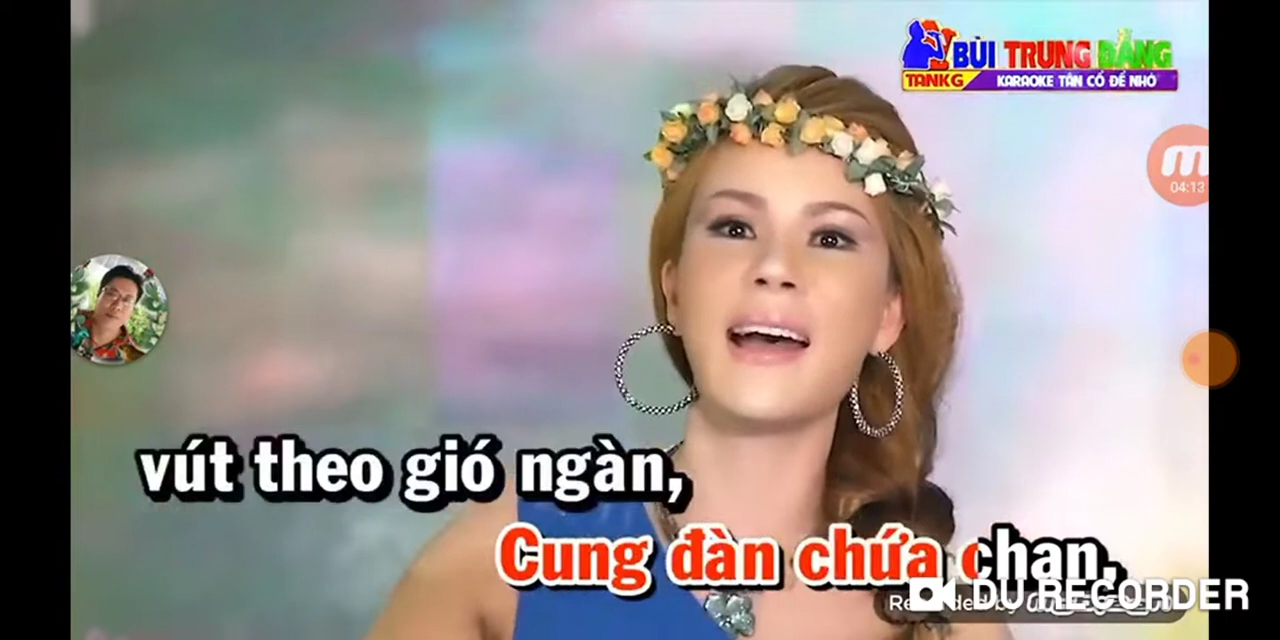 BÙI TRUNG ĐẲNG
TANK G KARAOKE TÂN CỔ ĐỂ NHỚ
m
04:13
vút theo gió ngàn,
Cung đàn chứa chan,
DU RECORDER